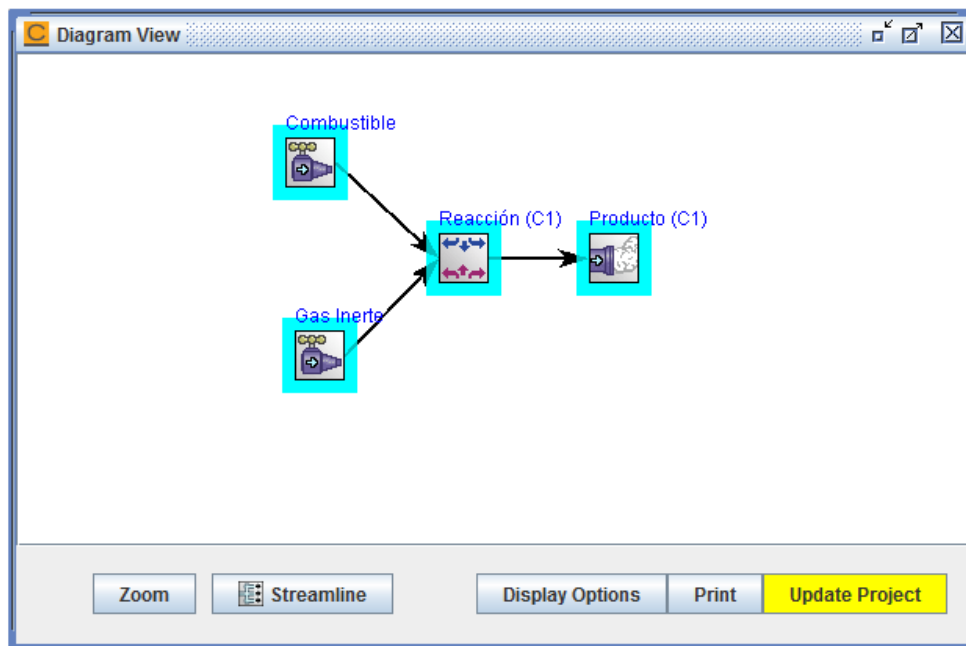 Diagram View
Combustible
Reacción (C1)
Producto (C1)
Gas Inerte
Zoom
Streamline
Display Options
Print
Update Project